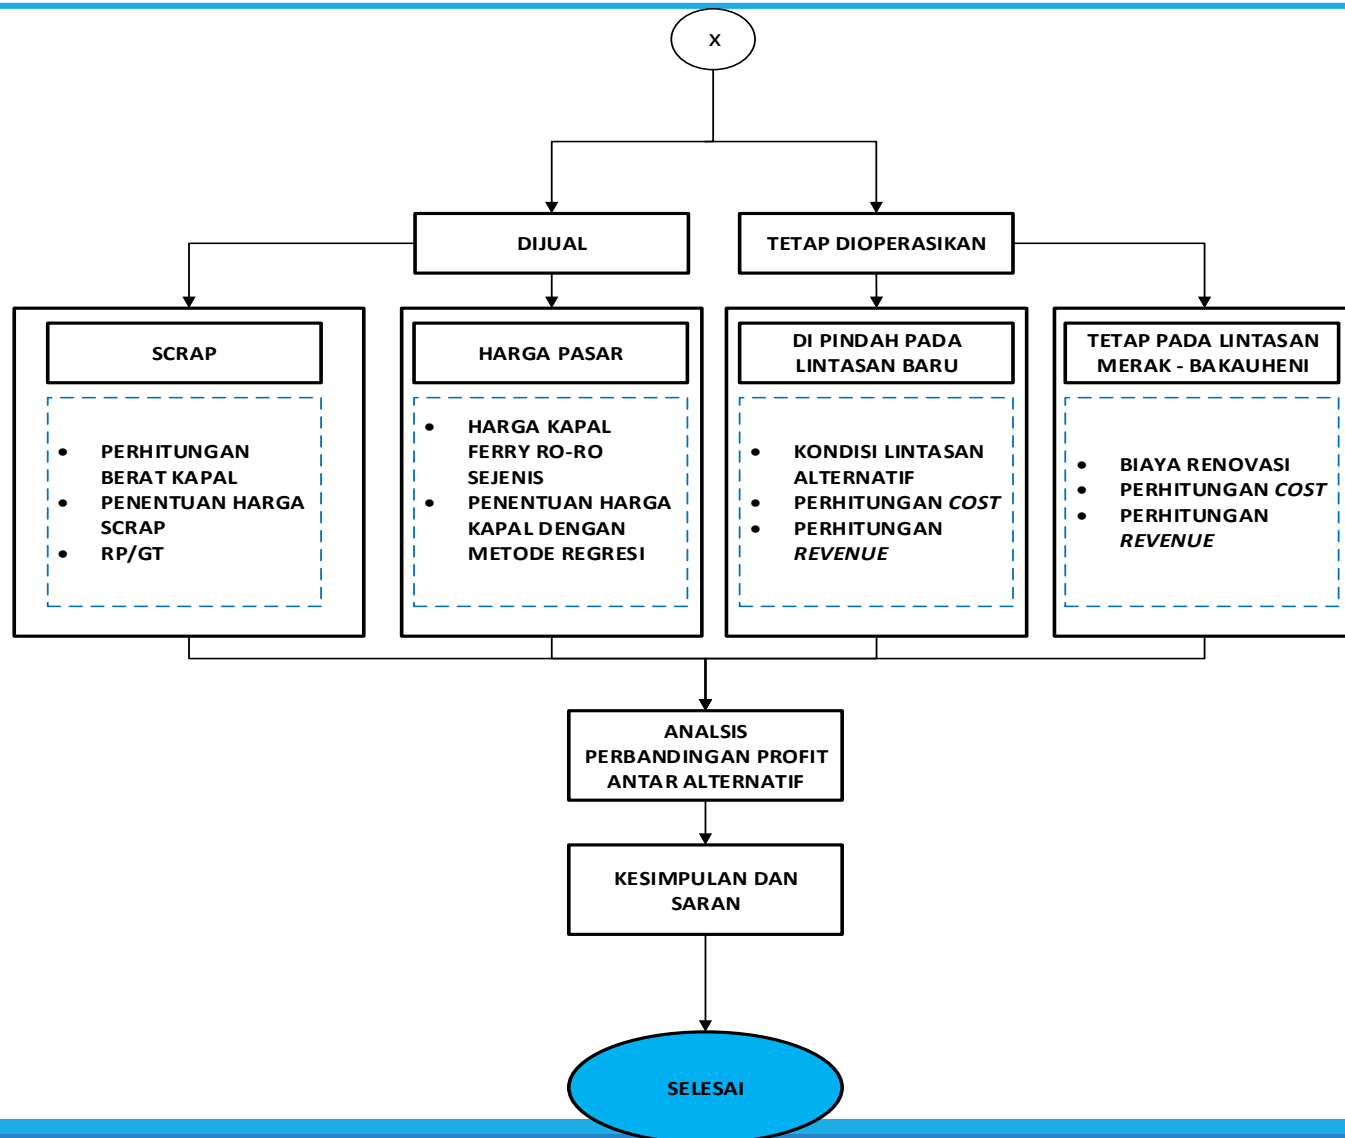 X
DIJUAL
TETAP DIOPERASIKAN
SCRAP
• PERHITUNGAN
BERAT KAPAL
• PENENTUAN HARGA
SCRAP
• RP/GT
HARGA PASAR
• HARGA KAPAL
FERRY RO-RO
SEJENIS
• PENENTUAN HARGA
KAPAL DENGAN
METODE REGRESI
DI PINDAH PADA
LINTASAN BARU
• KONDISI LINTASAN
ALTERNATIF
• PERHITUNGAN COST
• PERHITUNGAN
REVENUE
TETAP PADA LINTASAN
MERAK - BAKAUHENI
• BIAYA RENOVASI
• PERHITUNGAN COST
• PERHITUNGAN
REVENUE
ANALSIS
PERBANDINGAN PROFIT
ANTAR ALTERNATIF
KESIMPULAN DAN
SARAN
SELESAI